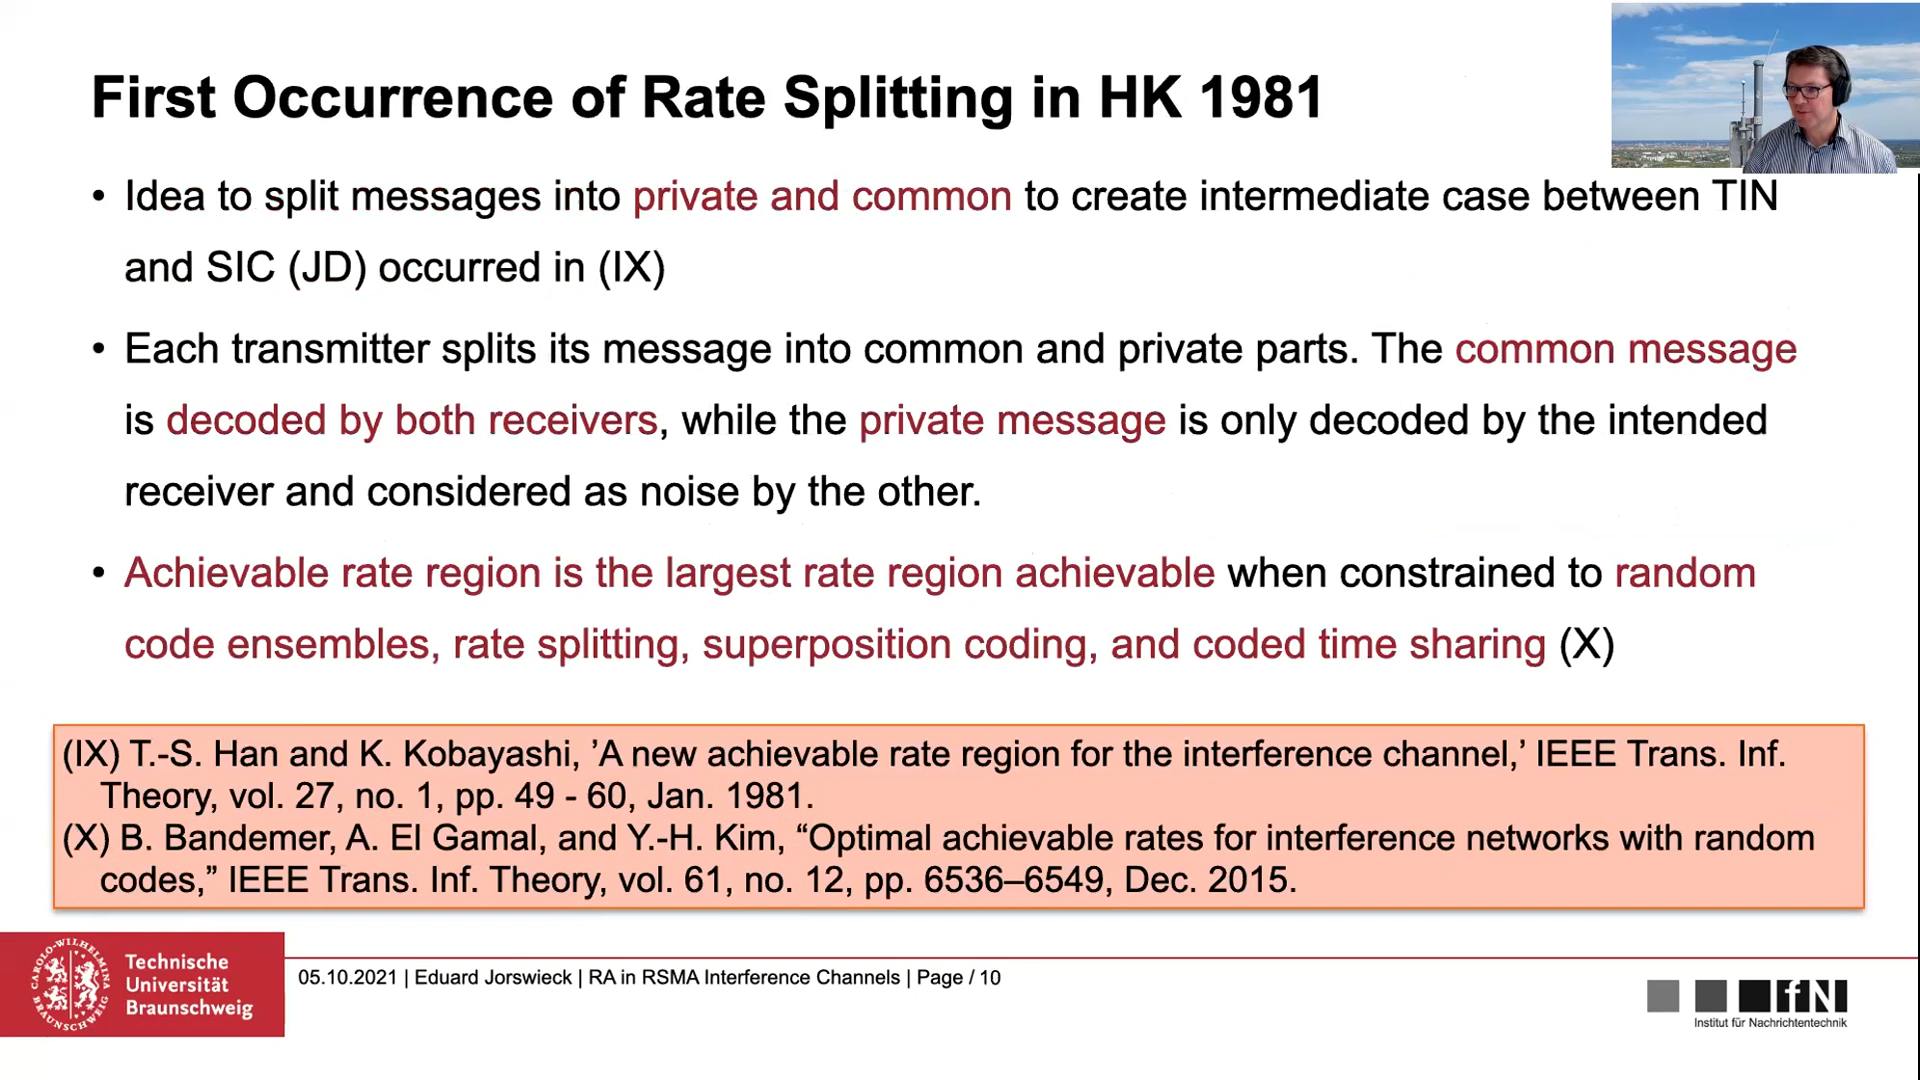 First Occurrence of Rate Splitting in HK 1981
• Idea to split messages into private and common to create intermediate case between TIN
and SIC (JD) occurred in (IX)
• Each transmitter splits its message into common and private parts. The common message
is decoded by both receivers, while the private message is only decoded by the intended
receiver and considered as noise by the other.
• Achievable rate region is the largest rate region achievable when constrained to random
code ensembles, rate splitting, superposition coding, and coded time sharing (X)
(IX) T.-S. Han and K. Kobayashi, ’A new achievable rate region for the interference channel,’ IEEE Trans. Inf.
Theory, vol. 27, no. 1, pp. 49 - 60, Jan. 1981.
(X) B. Bandemer, A. El Gamal, and Y.-H. Kim, “Optimal achievable rates for interference networks with random
codes,” IEEE Trans. Inf. Theory, vol. 61, no. 12, pp. 6536–6549, Dec. 2015.
CAROLO-WILHELMINA
BRAUNSCHWEIG
Technische
Universität
Braunschweig
05.10.2021 | Eduard Jorswieck | RA in RSMA Interference Channels | Page / 10
IfN
Institut für Nachrichtentechnik